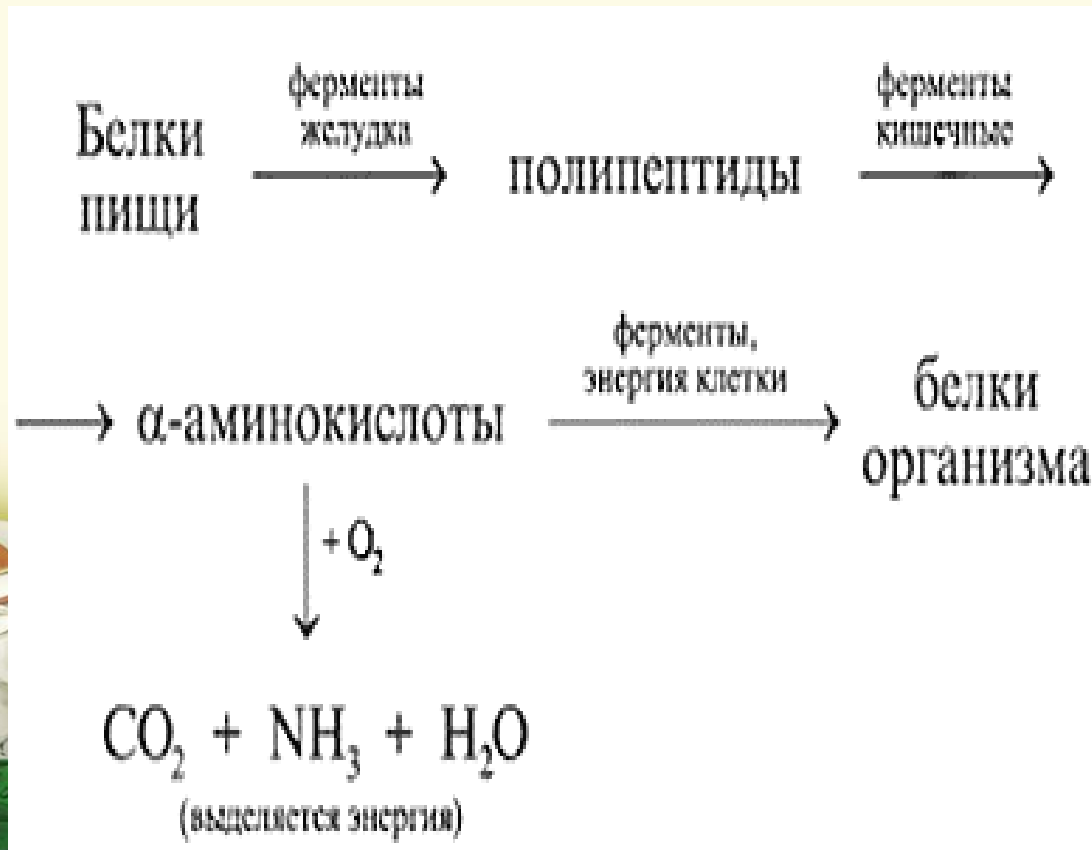 Белки
пищи
ферменты
желудка
полипептиды
ферменты
кишечные
α-аминокислоты
ферменты,
энергия клетки
белки
организма
+ O₂
CO₂ + NH₃ + H₂O
(выделяется энергия)